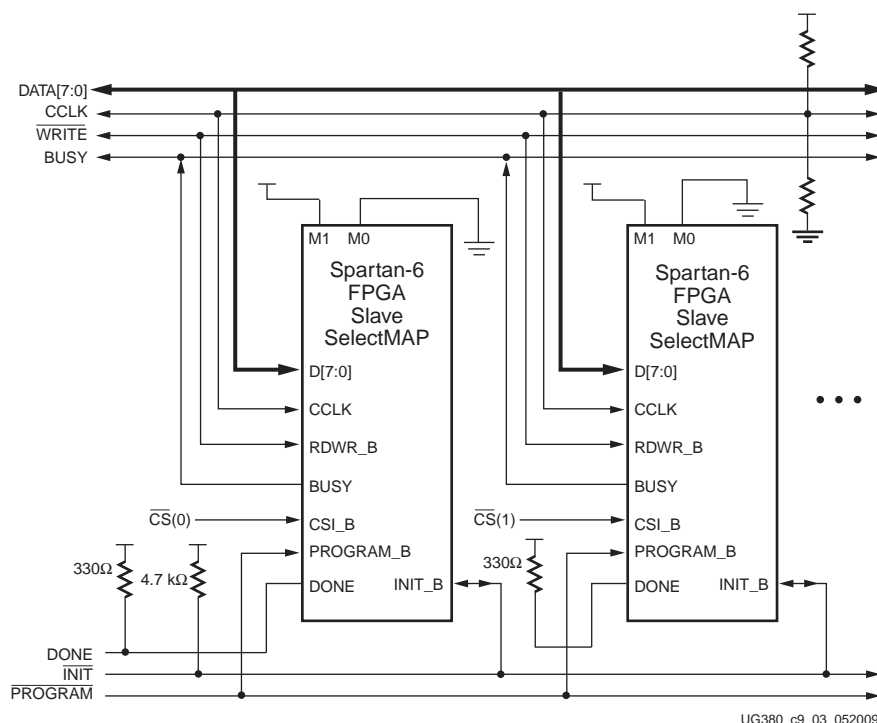 DATA[7:0]
CCLK
WRITE
BUSY
M1 M0
Spartan-6
FPGA
Slave
SelectMAP
D[7:0]
CCLK
RDWR_B
BUSY
CS(0)
CSI_B
PROGRAM_B
DONE
INIT_B
M1 M0
Spartan-6
FPGA
Slave
SelectMAP
D[7:0]
CCLK
RDWR_B
BUSY
CS(1)
CSI_B
PROGRAM_B
DONE
INIT_B
330Ω
4.7 kΩ
330Ω
DONE
INIT
PROGRAM
UG380_c9_03_052009